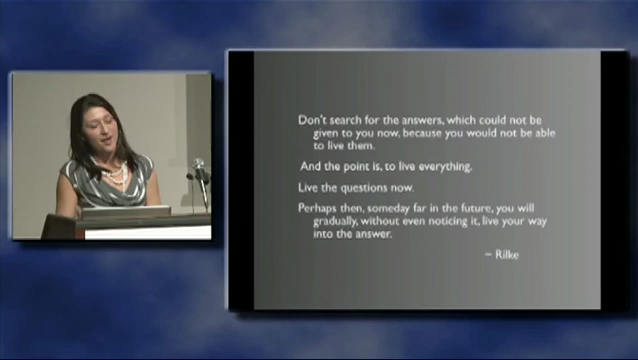 Don't search for the answers, which could not be
given to you now, because you would not be able
to live them.
And the point is, to live everything.
Live the questions now.
Perhaps then, someday far in the future, you will
gradually, without even noticing it, live your way
into the answer.
– Rilke